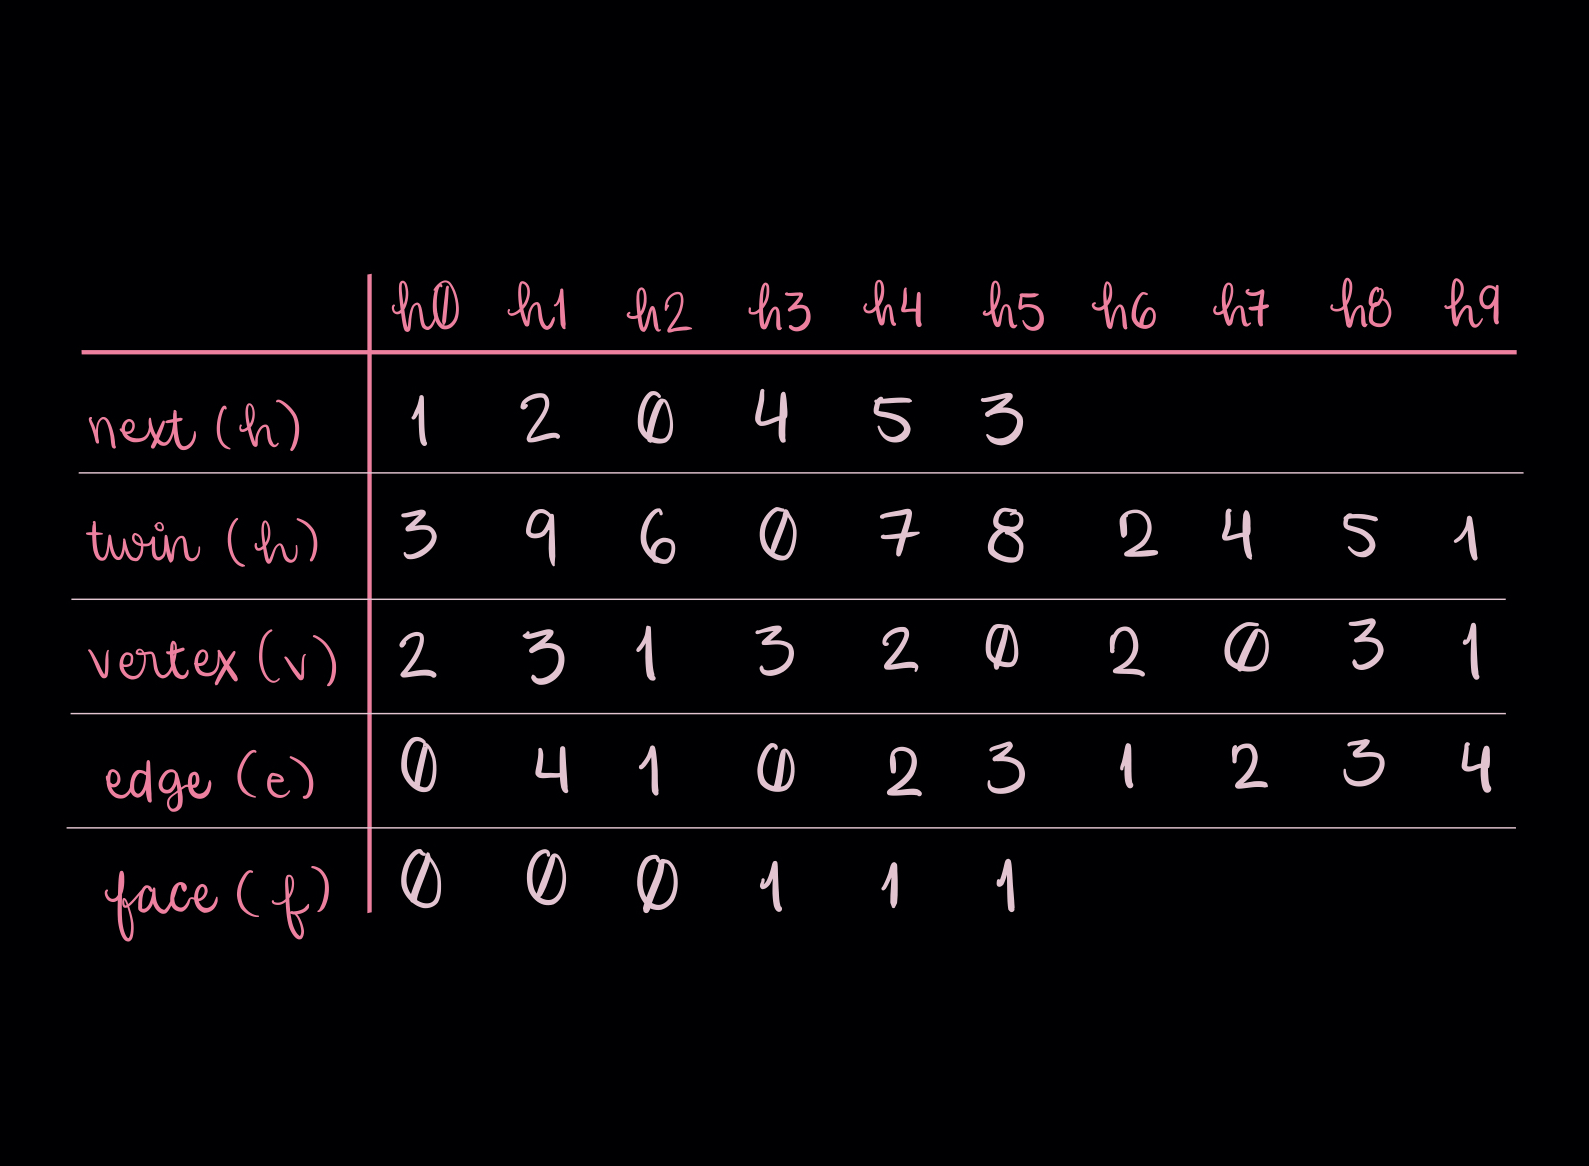 h0 h1 h2 h3 h4 h5 h6 h7 h8 h9
next (h) 1 2 0 4 5 3
twin (h) 3 9 6 0 7 8 2 4 5 1
vertex (v) 2 3 1 3 2 0 2 0 3 1
edge (e) 0 4 1 0 2 3 1 2 3 4
face (f) 0 0 0 1 1 1